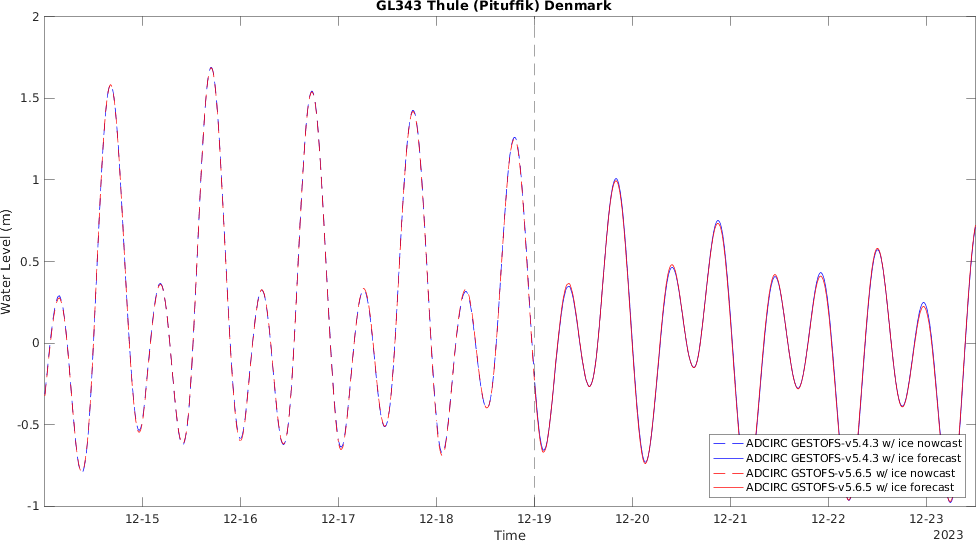 GL343 Thule (Pituffik) Denmark
2
1.5
1
0.5
0
-0.5
-1
Water Level (m)
ADCIRC GESTOFS-v5.4.3 w/ ice nowcast
ADCIRC GESTOFS-v5.4.3 w/ ice forecast
ADCIRC GSTOFS-v5.6.5 w/ ice nowcast
ADCIRC GSTOFS-v5.6.5 w/ ice forecast
12-15 12-16 12-17 12-18 12-19 12-20 12-21 12-22 12-23
Time
2023